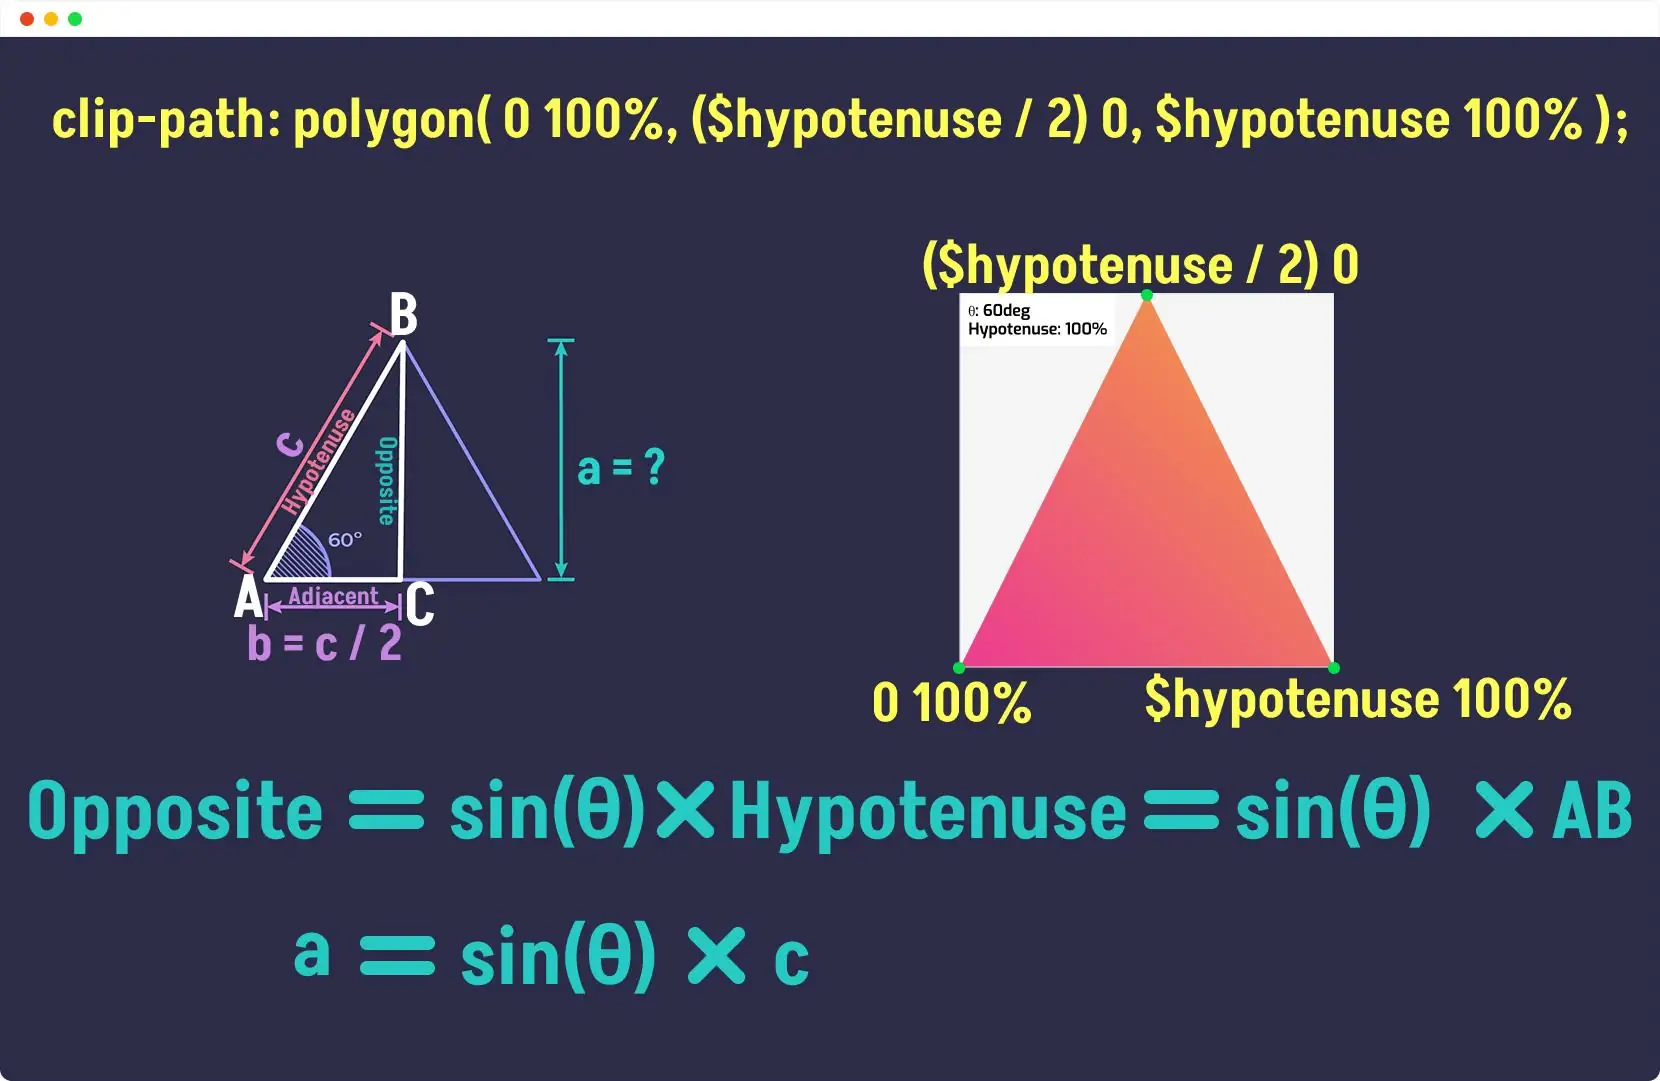 clip-path: polygon( 0 100%, ($hypotenuse / 2) 0, $hypotenuse 100% );
($hypotenuse / 2) 0
θ: 60deg
Hypotenuse: 100%
B
c
Hypotenuse
Opposite
a = ?
60°
A
Adjacent
C
b = c / 2
0 100%
$hypotenuse 100%
Opposite = sin(θ) × Hypotenuse = sin(θ) × AB
a = sin(θ) × c